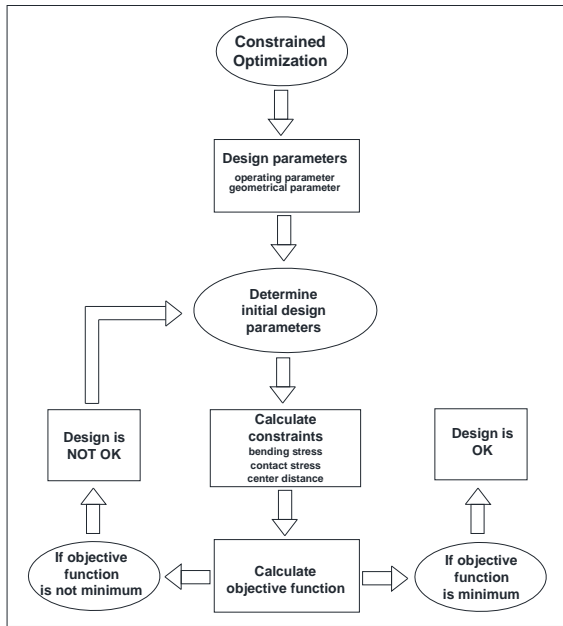 Constrained
Optimization
Design parameters
operating parameter
geometrical parameter
Determine
initial design
parameters
Calculate
constraints
bending stress
contact stress
center distance
Design is
NOT OK
Design is
OK
If objective
function
is not minimum
Calculate
objective function
If objective
function
is minimum